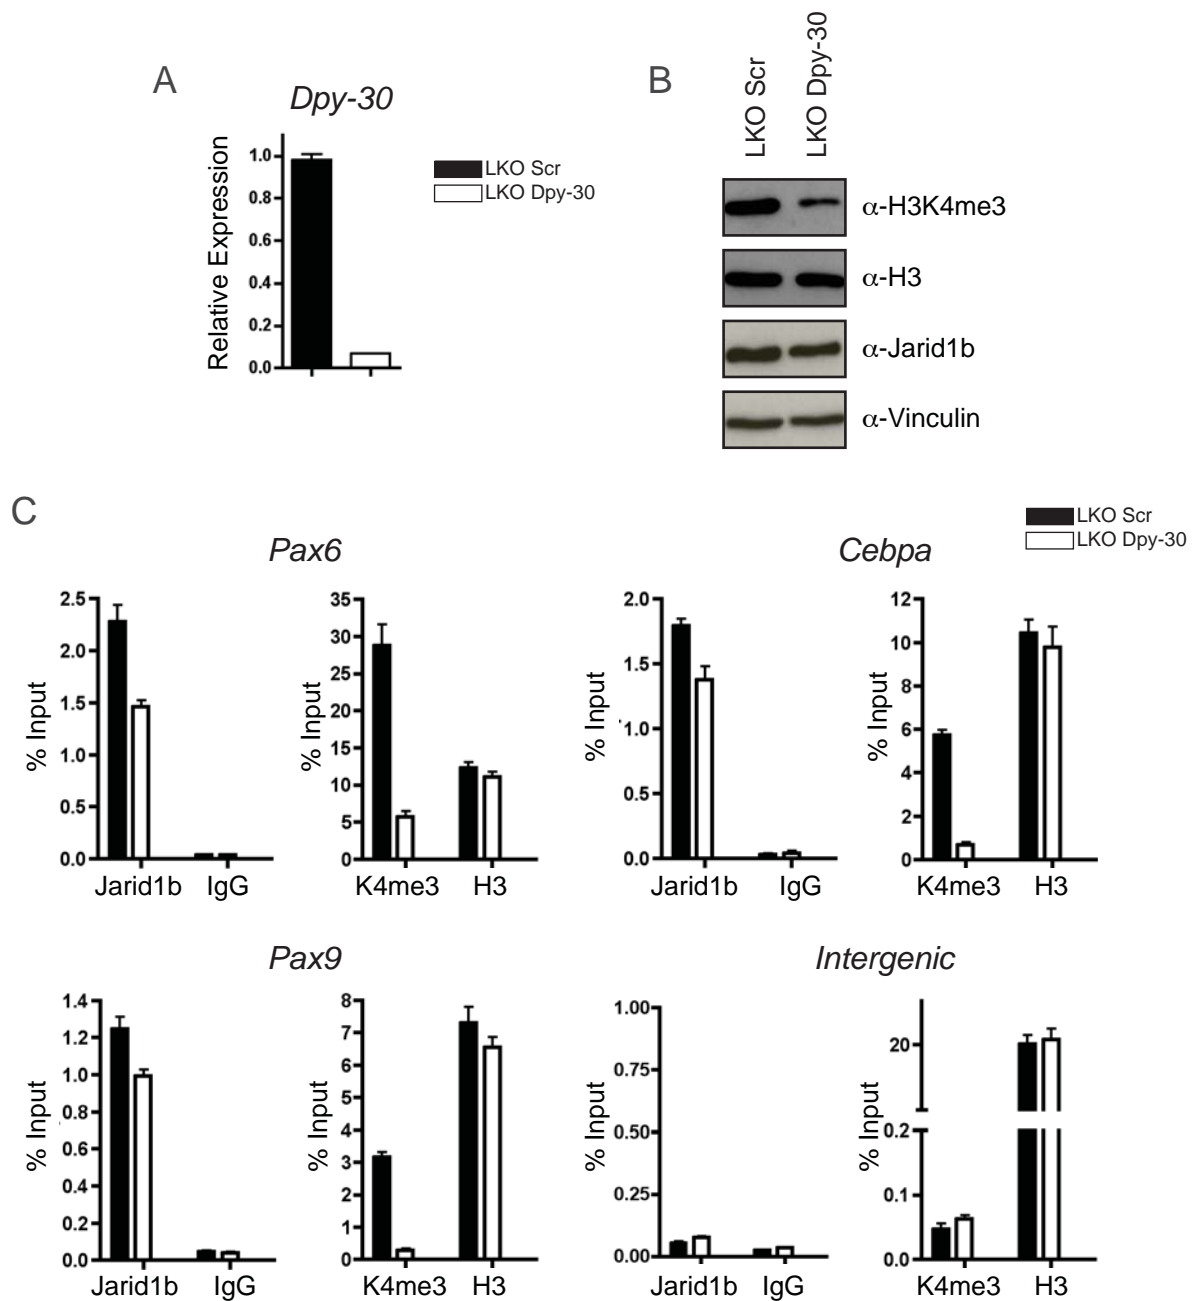 A
Dpy-30
Relative Expression
1.0
0.8
0.6
0.4
0.2
0.0
LKO Scr
LKO Dpy-30
B
LKO Scr
LKO Dpy-30
α-H3K4me3
α-H3
α-Jarid1b
α-Vinculin
C
LKO Scr
LKO Dpy-30
Pax6
% Input
2.5
2.0
1.5
1.0
0.5
0.0
Jarid1b IgG
% Input
35
30
25
20
15
10
5
0
K4me3 H3
Cebpa
% Input
2.0
1.5
1.0
0.5
0.0
Jarid1b IgG
% Input
12
10
8
6
4
2
0
K4me3 H3
Pax9
% Input
1.4
1.2
1.0
0.8
0.6
0.4
0.2
0.0
Jarid1b IgG
% Input
8
7
6
5
4
3
2
1
0
K4me3 H3
Intergenic
% Input
1.00
0.75
0.50
0.25
0.00
Jarid1b IgG
% Input
20
0.2
0.1
0.0
K4me3 H3